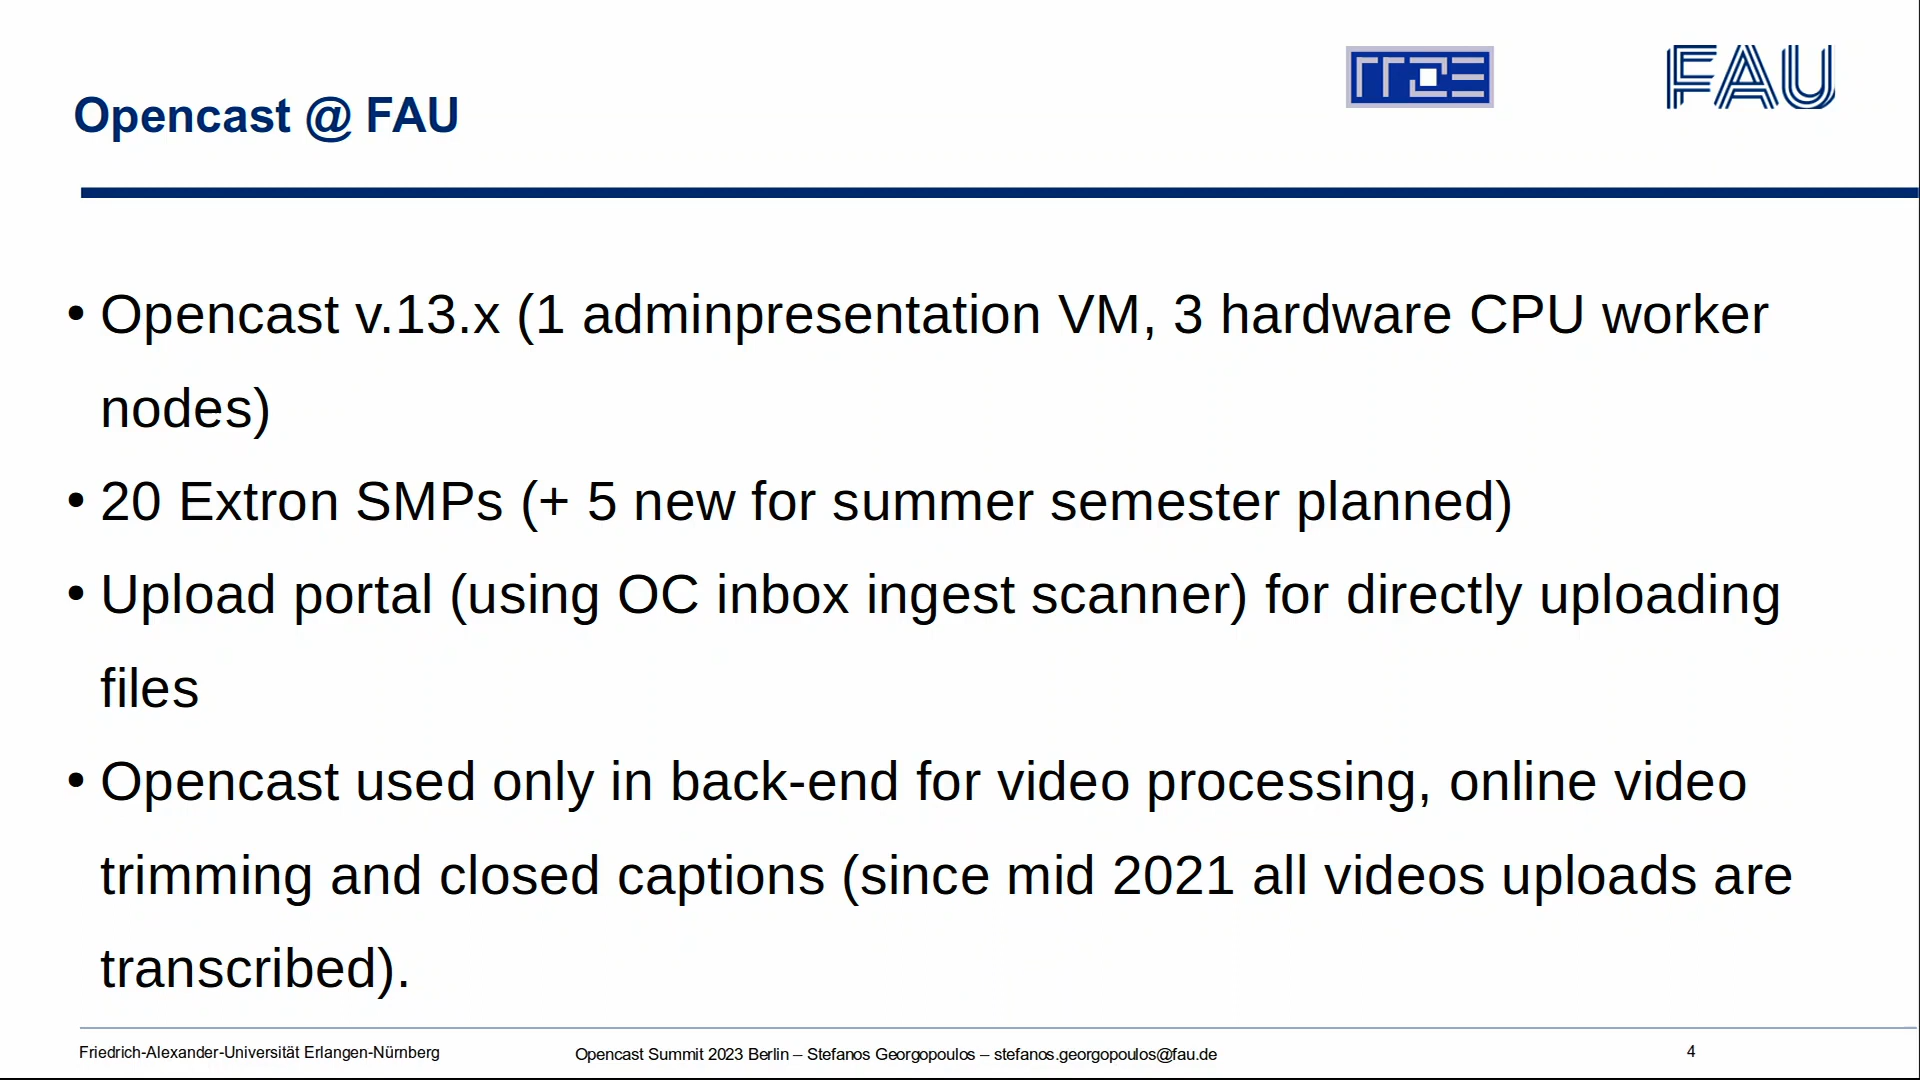 Opencast @ FAU
RRZE
FAU
• Opencast v.13.x (1 adminpresentation VM, 3 hardware CPU worker
nodes)
• 20 Extron SMPs (+ 5 new for summer semester planned)
• Upload portal (using OC inbox ingest scanner) for directly uploading
files
• Opencast used only in back-end for video processing, online video
trimming and closed captions (since mid 2021 all videos uploads are
transcribed).
Friedrich-Alexander-Universität Erlangen-Nürnberg
Opencast Summit 2023 Berlin – Stefanos Georgopoulos – stefanos.georgopoulos@fau.de
4